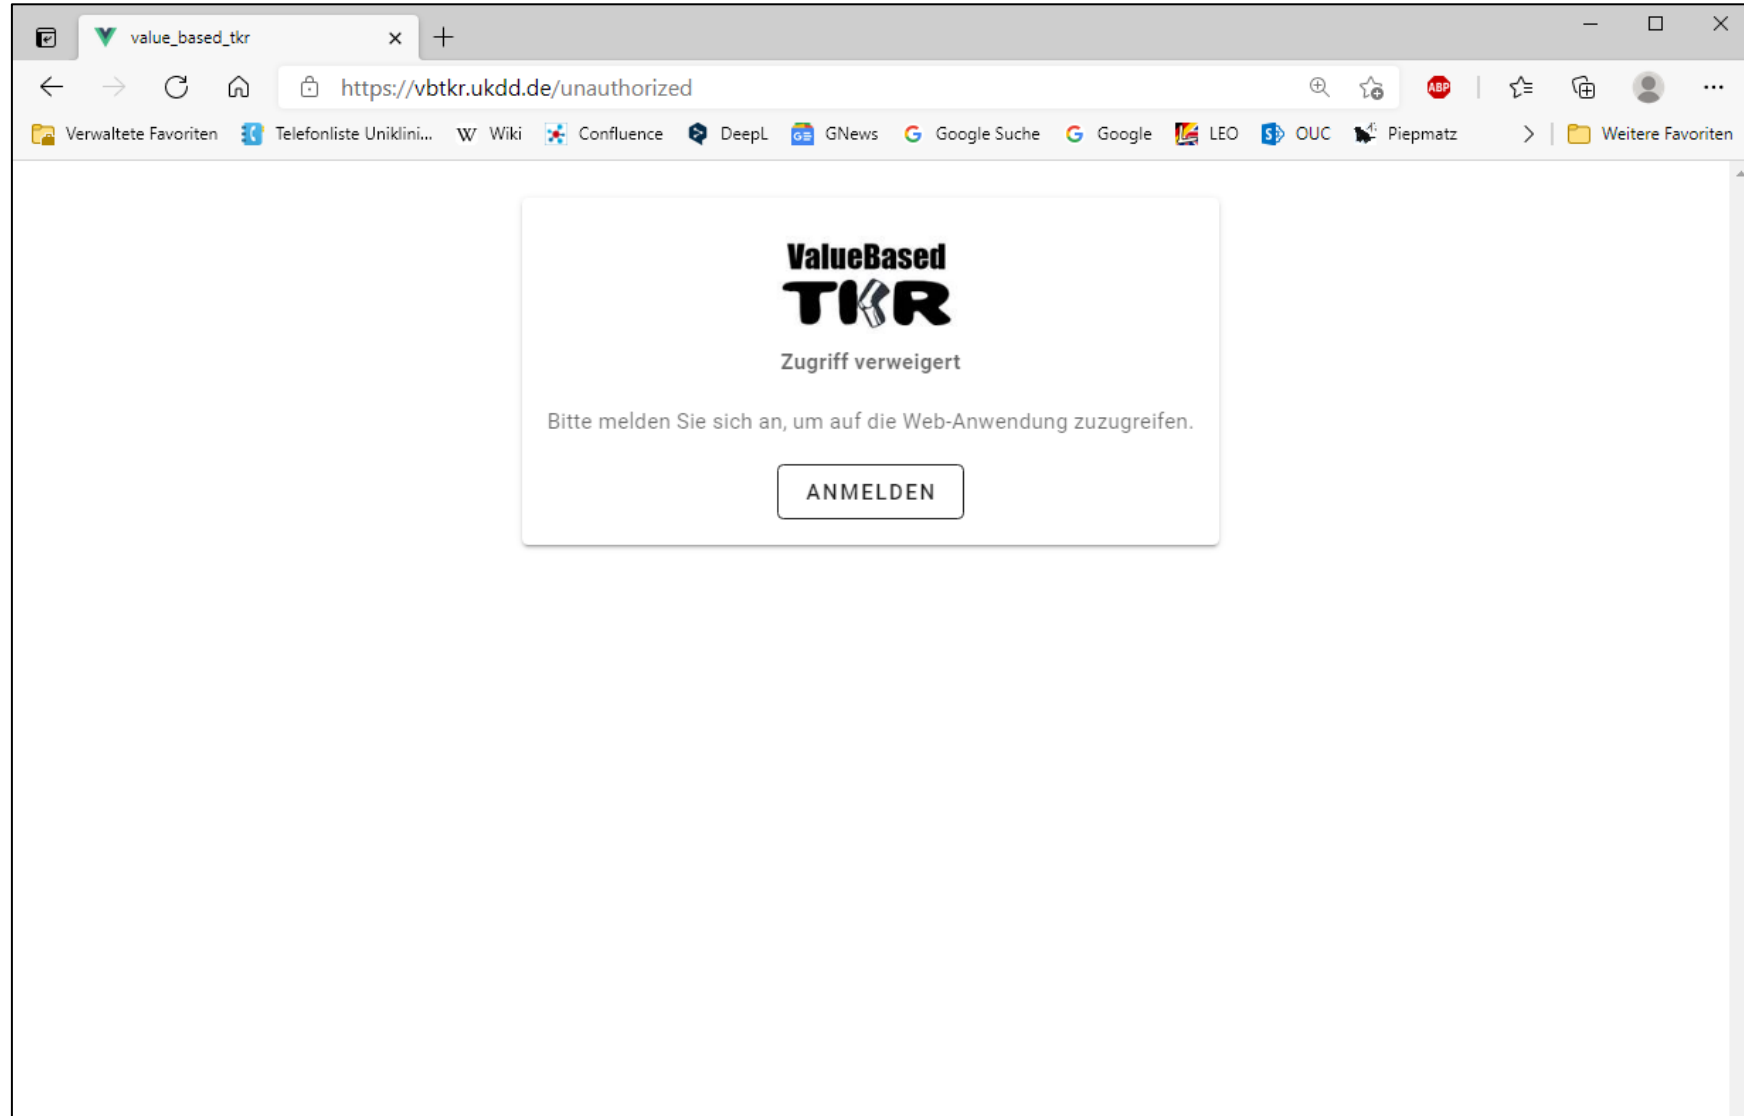 value_based_tkr
https://vbtkr.ukdd.de/unauthorized
ABP
Verwaltete Favoriten Telefonliste Uniklini... W Wiki Confluence DeepL GE GNews G Google Suche G Google LEO S OUC Piepmatz Weitere Favoriten
ValueBased
TKR
Zugriff verweigert
Bitte melden Sie sich an, um auf die Web-Anwendung zuzugreifen.
ANMELDEN